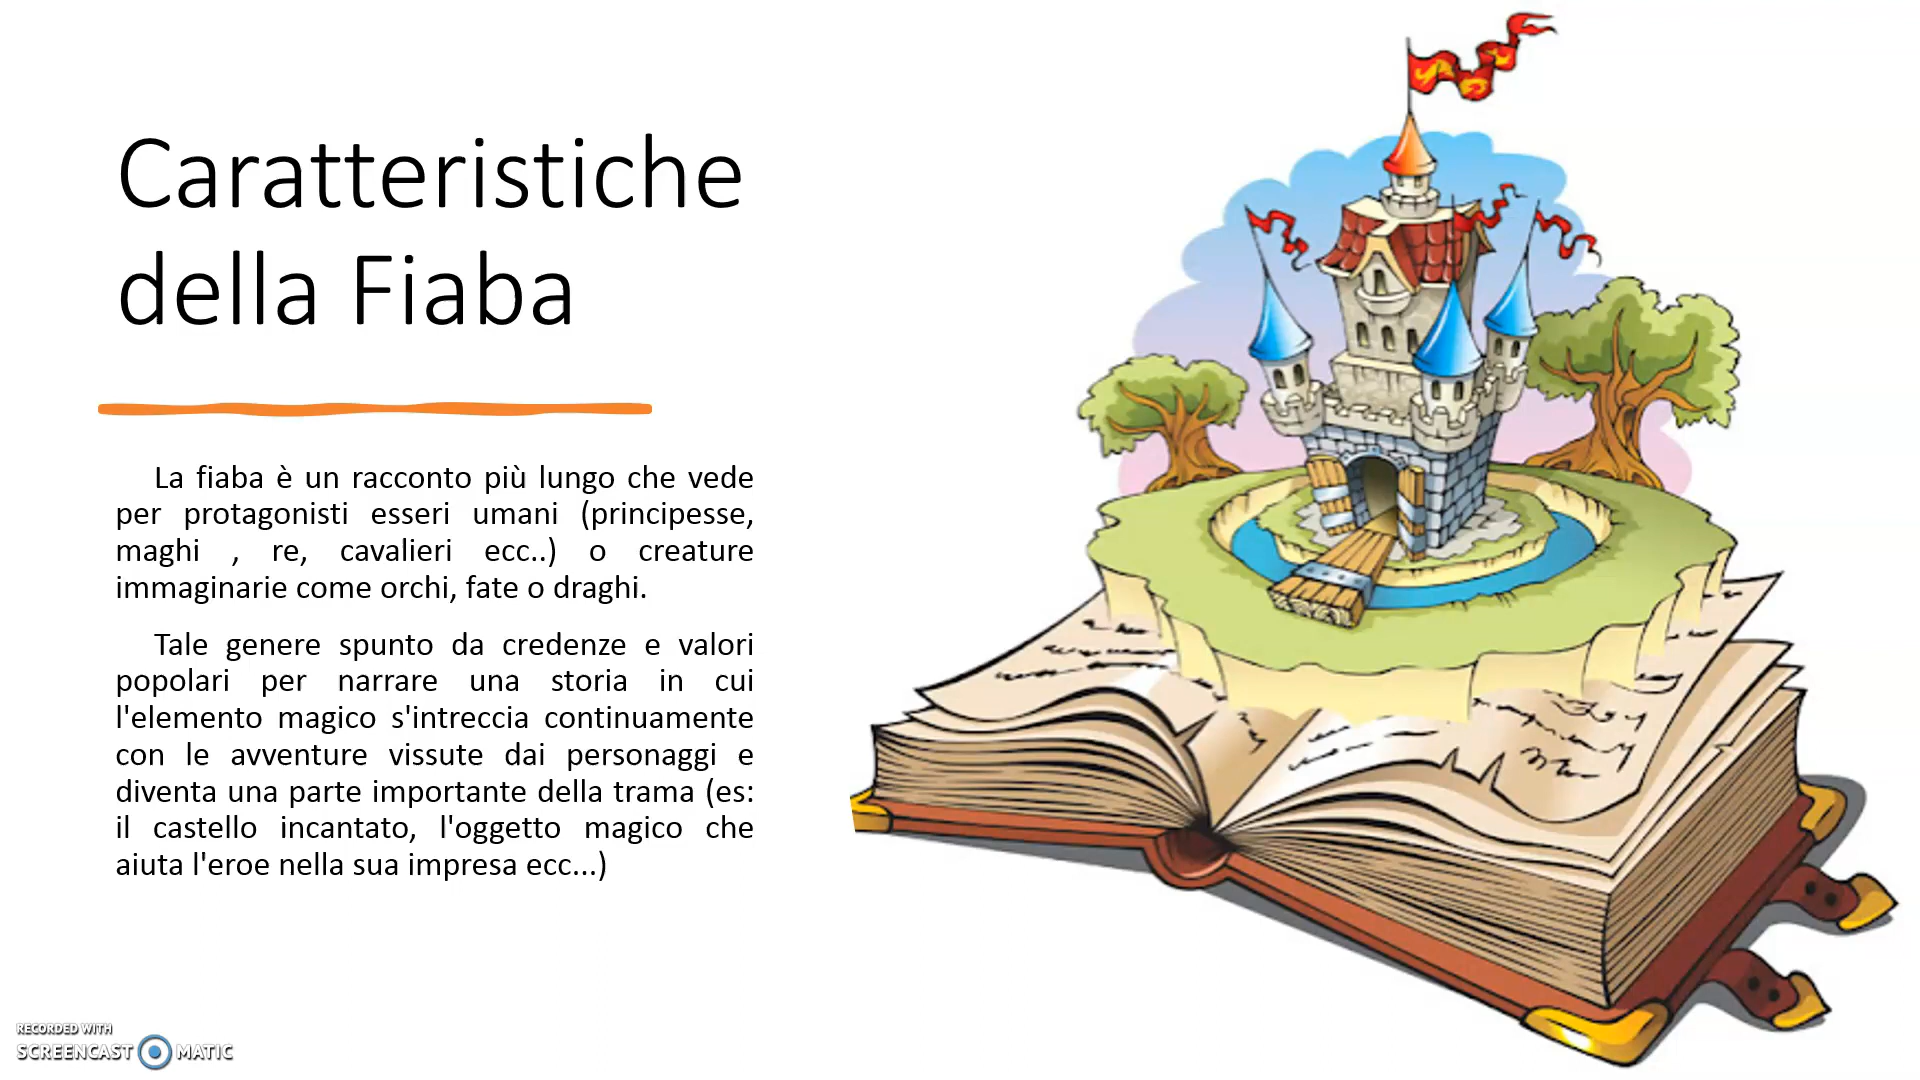 Caratteristiche
della Fiaba
La fiaba è un racconto più lungo che vede
per protagonisti esseri umani (principesse,
maghi , re, cavalieri ecc..) o creature
immaginarie come orchi, fate o draghi.
Tale genere spunto da credenze e valori
popolari per narrare una storia in cui
l'elemento magico s'intreccia continuamente
con le avventure vissute dai personaggi e
diventa una parte importante della trama (es:
il castello incantato, l'oggetto magico che
aiuta l'eroe nella sua impresa ecc...)
RECORDED WITH
SCREENCAST MATIC